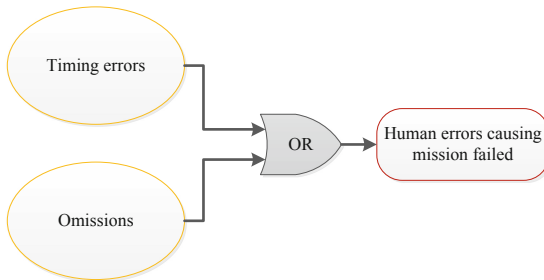 Timing errors
OR
Human errors causing
mission failed
Omissions